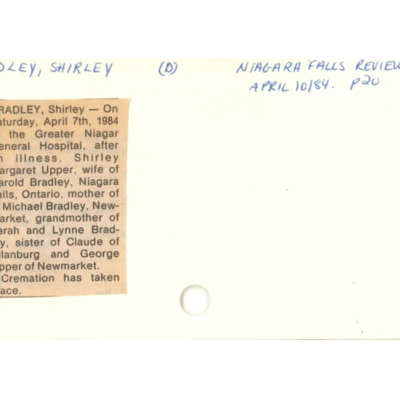 DLEY, SHIRLEY (D) NIAGARA FALLS REVIEW
APRIL 10/84. p20
RADLEY, Shirley — On
aturday, April 7th, 1984
the Greater Niagar
eneral Hospital, after
n illness. Shirley
argaret Upper, wife of
arold Bradley, Niagara
alls, Ontario, mother of
Michael Bradley, New-
market, grandmother of
arah and Lynne Brad-
y, sister of Claude of
llanburg and George
pper of Newmarket.
Cremation has taken
ace.